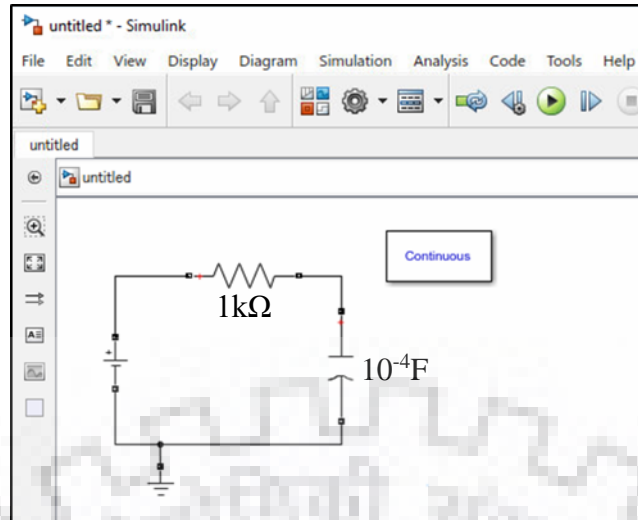 untitled * - Simulink
File Edit View Display Diagram Simulation Analysis Code Tools Help
untitled
untitled
Continuous
1kΩ
10⁻⁴F